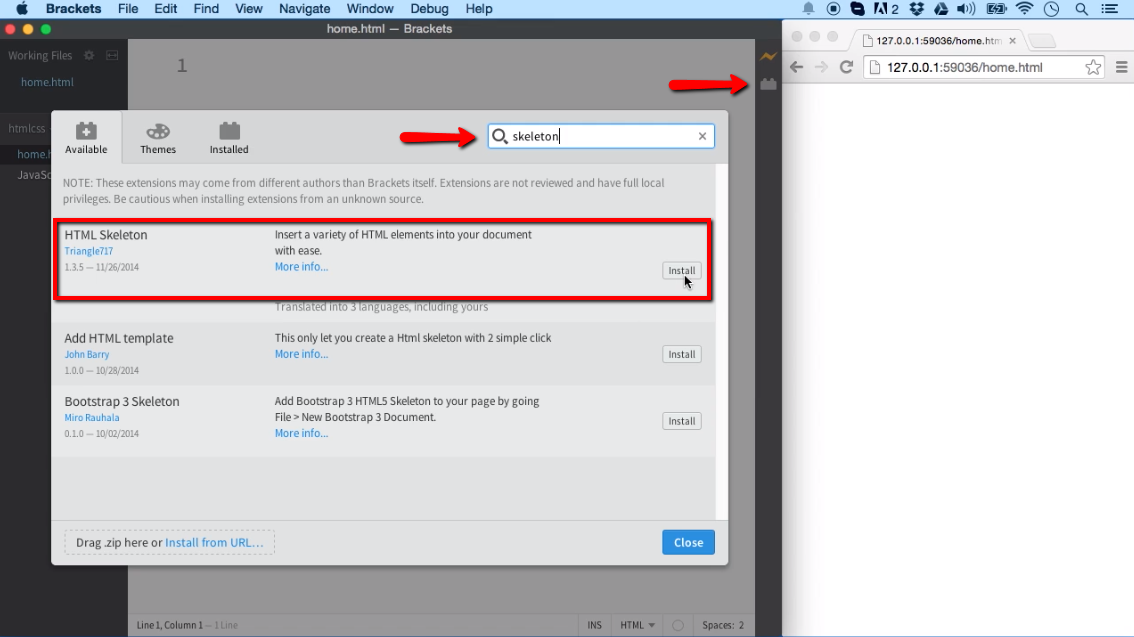 Brackets File Edit Find View Navigate Window Debug Help
2
home.html — Brackets
Working Files
home.html
1
htmlcss
home.h
JavaSc
Available
Themes
Installed
skeleton
NOTE: These extensions may come from different authors than Brackets itself. Extensions are not reviewed and have full local
privileges. Be cautious when installing extensions from an unknown source.
HTML Skeleton
Triangle717
1.3.5 — 11/26/2014
Insert a variety of HTML elements into your document
with ease.
More info...
Install
Translated into 3 languages, including yours
Add HTML template
John Barry
1.0.0 — 10/28/2014
This only let you create a Html skeleton with 2 simple click
More info...
Install
Bootstrap 3 Skeleton
Miro Rauhala
0.1.0 — 10/02/2014
Add Bootstrap 3 HTML5 Skeleton to your page by going
File > New Bootstrap 3 Document.
More info...
Install
Drag .zip here or Install from URL...
Close
Line 1, Column 1 — 1 Line
INS
HTML
Spaces: 2
127.0.0.1:59036/home.htm
127.0.0.1:59036/home.html